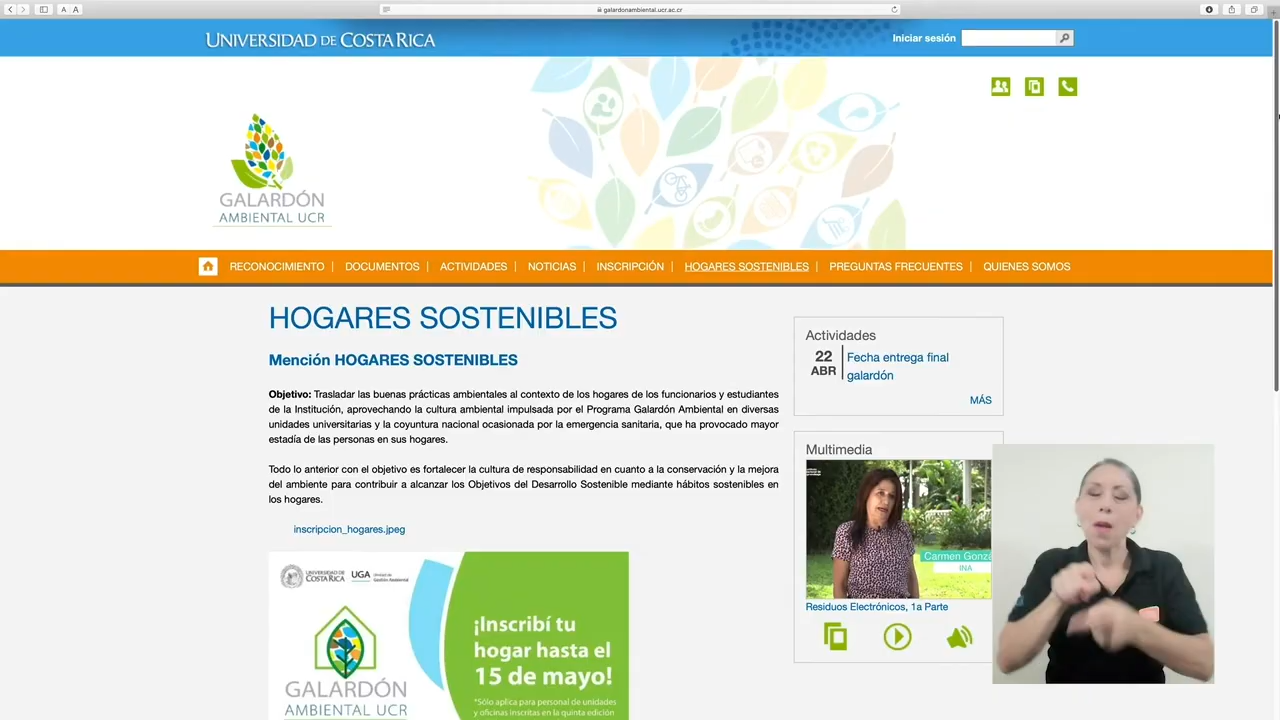 A A
galardonambiental.ucr.ac.cr
UNIVERSIDAD DE COSTA RICA
Iniciar sesión
GALARDÓN
AMBIENTAL UCR
RECONOCIMIENTO | DOCUMENTOS | ACTIVIDADES | NOTICIAS | INSCRIPCIÓN | HOGARES SOSTENIBLES | PREGUNTAS FRECUENTES | QUIENES SOMOS
HOGARES SOSTENIBLES
Mención HOGARES SOSTENIBLES
Objetivo: Trasladar las buenas prácticas ambientales al contexto de los hogares de los funcionarios y estudiantes
de la Institución, aprovechando la cultura ambiental impulsada por el Programa Galardón Ambiental en diversas
unidades universitarias y la coyuntura nacional ocasionada por la emergencia sanitaria, que ha provocado mayor
estadía de las personas en sus hogares.
Todo lo anterior con el objetivo es fortalecer la cultura de responsabilidad en cuanto a la conservación y la mejora
del ambiente para contribuir a alcanzar los Objetivos del Desarrollo Sostenible mediante hábitos sostenibles en
los hogares.
inscripcion_hogares.jpeg
UNIVERSIDAD DE
COSTA RICA
UGA
Gestión Ambiental
¡Inscribí tu
hogar hasta el
15 de mayo!
*Sólo aplica para personal de unidades
y oficinas inscritas en la quinta edición
GALARDÓN
AMBIENTAL UCR
Actividades
22
ABR
Fecha entrega final
galardón
MÁS
Multimedia
Carmen Gonzá
INA
Residuos Electrónicos, 1a Parte